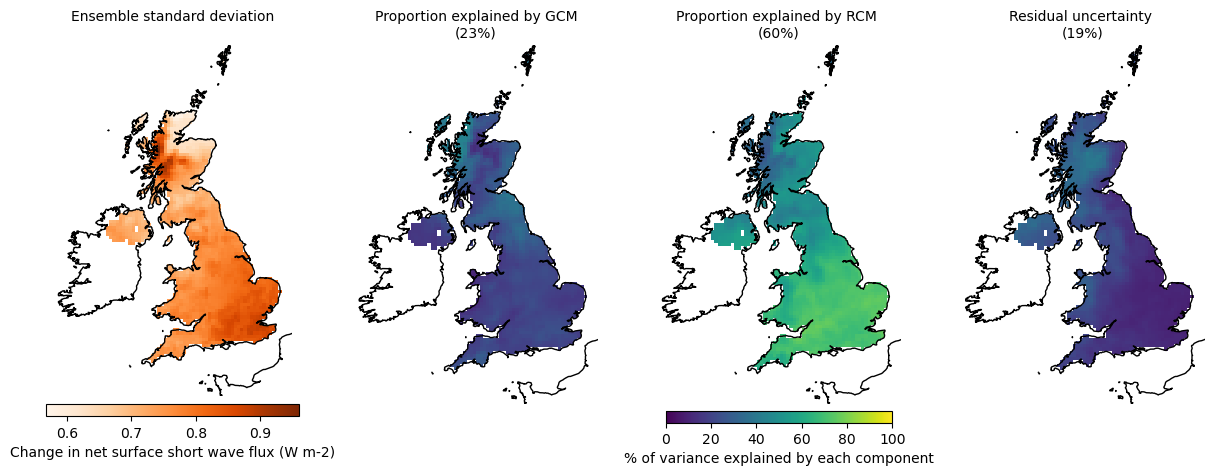 Ensemble standard deviation
Proportion explained by GCM
(23%)
Proportion explained by RCM
(60%)
Residual uncertainty
(19%)
0.6 0.7 0.8 0.9
Change in net surface short wave flux (W m-2)
0 20 40 60 80 100
% of variance explained by each component